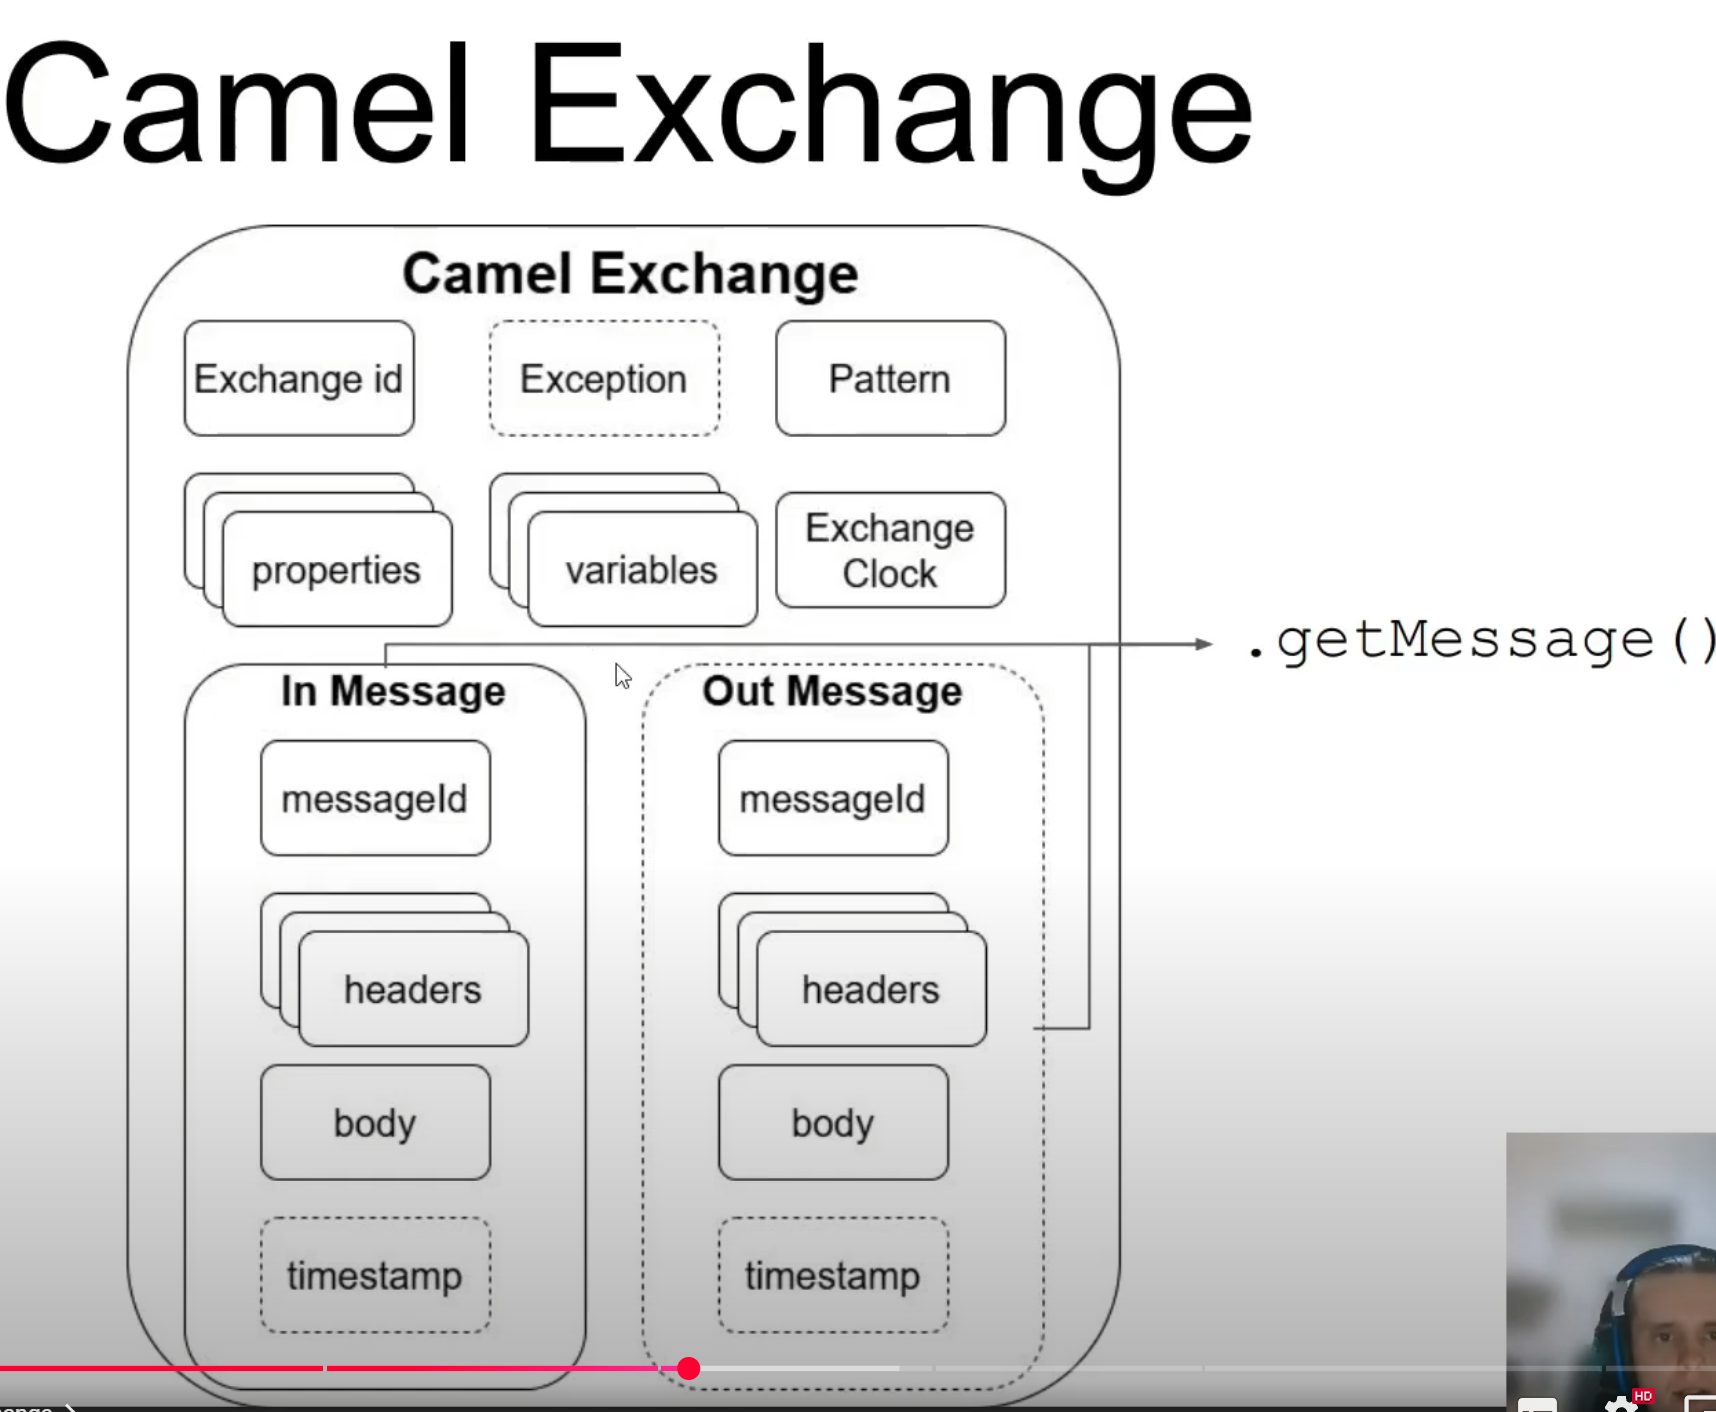 Camel Exchange
Camel Exchange
Exchange id
Exception
Pattern
properties
variables
Exchange
Clock
.getMessage()
In Message
Out Message
messageId
messageId
headers
headers
body
body
timestamp
timestamp
HD